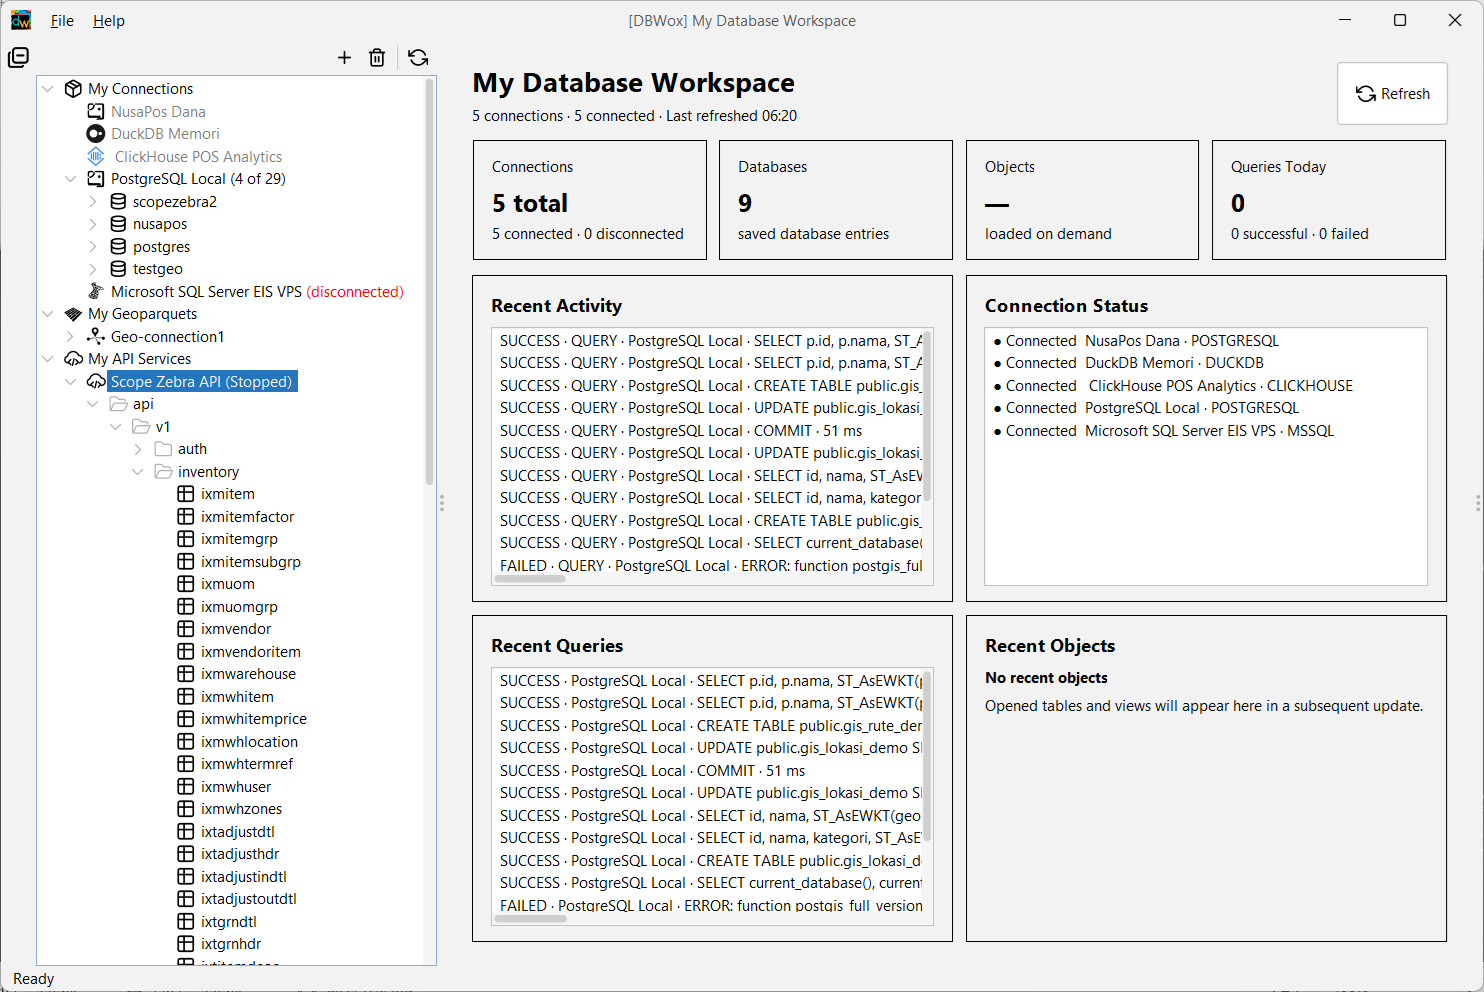 File Help
[DBWox] My Database Workspace
My Connections
NusaPos Dana
DuckDB Memori
ClickHouse POS Analytics
PostgreSQL Local (4 of 29)
scopezebra2
nusapos
postgres
testgeo
Microsoft SQL Server EIS VPS (disconnected)
My Geoparquets
Geo-connection1
My API Services
Scope Zebra API (Stopped)
api
v1
auth
inventory
ixmitem
ixmitemfactor
ixmitemgrp
ixmitemsubgrp
ixmuom
ixmuomgrp
ixmvendor
ixmvendoritem
ixmwarehouse
ixmwhitem
ixmwhitemprice
ixmwhlocation
ixmwhtermref
ixmwhuser
ixmwhzones
ixtadjustdtl
ixtadjusthdr
ixtadjustindtl
ixtadjustoutdtl
ixtgrndtl
ixtgrnhdr
My Database Workspace
5 connections · 5 connected · Last refreshed 06:20
Refresh
Connections
5 total
5 connected · 0 disconnected
Databases
9
saved database entries
Objects
—
loaded on demand
Queries Today
0
0 successful · 0 failed
Recent Activity
SUCCESS · QUERY · PostgreSQL Local · SELECT p.id, p.nama, ST_A
SUCCESS · QUERY · PostgreSQL Local · SELECT p.id, p.nama, ST_A
SUCCESS · QUERY · PostgreSQL Local · CREATE TABLE public.gis_
SUCCESS · QUERY · PostgreSQL Local · UPDATE public.gis_lokasi_
SUCCESS · QUERY · PostgreSQL Local · COMMIT · 51 ms
SUCCESS · QUERY · PostgreSQL Local · UPDATE public.gis_lokasi_
SUCCESS · QUERY · PostgreSQL Local · SELECT id, nama, ST_AsEW
SUCCESS · QUERY · PostgreSQL Local · SELECT id, nama, kategor
SUCCESS · QUERY · PostgreSQL Local · CREATE TABLE public.gis_
SUCCESS · QUERY · PostgreSQL Local · SELECT current_database(
FAILED · QUERY · PostgreSQL Local · ERROR: function postgis_ful
Connection Status
● Connected NusaPos Dana · POSTGRESQL
● Connected DuckDB Memori · DUCKDB
● Connected ClickHouse POS Analytics · CLICKHOUSE
● Connected PostgreSQL Local · POSTGRESQL
● Connected Microsoft SQL Server EIS VPS · MSSQL
Recent Queries
SUCCESS · PostgreSQL Local · SELECT p.id, p.nama, ST_AsEWKT(
SUCCESS · PostgreSQL Local · SELECT p.id, p.nama, ST_AsEWKT(
SUCCESS · PostgreSQL Local · CREATE TABLE public.gis_rute_der
SUCCESS · PostgreSQL Local · UPDATE public.gis_lokasi_demo S
SUCCESS · PostgreSQL Local · COMMIT · 51 ms
SUCCESS · PostgreSQL Local · UPDATE public.gis_lokasi_demo S
SUCCESS · PostgreSQL Local · SELECT id, nama, ST_AsEWKT(geo
SUCCESS · PostgreSQL Local · SELECT id, nama, kategori, ST_AsE
SUCCESS · PostgreSQL Local · CREATE TABLE public.gis_lokasi_d
SUCCESS · PostgreSQL Local · SELECT current_database(), current
FAILED · PostgreSQL Local · ERROR: function postgis_full_version
Recent Objects
No recent objects
Opened tables and views will appear here in a subsequent update.
Ready